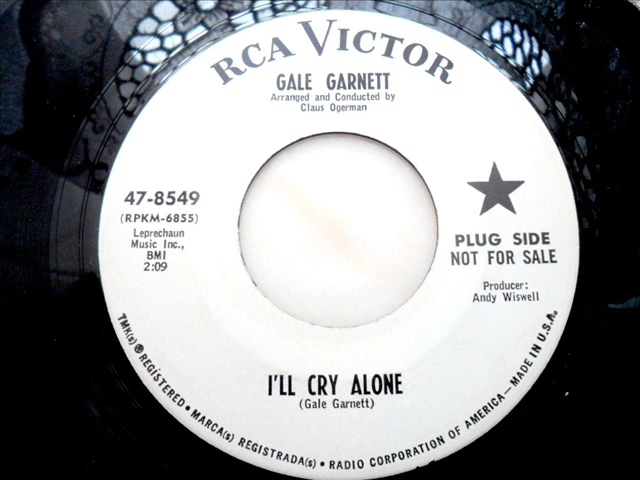 RCA VICTOR
GALE GARNETT
Arranged and Conducted by
Claus Ogerman
47-8549
(RPKM-6855)
Leprechaun
Music Inc.,
BMI
2:09
PLUG SIDE
NOT FOR SALE
Producer:
Andy Wiswell
I'LL CRY ALONE
(Gale Garnett)
TMK(s) ® REGISTERED • MARCA(s) REGISTRADA(s) • RADIO CORPORATION OF AMERICA—MADE IN U.S.A.